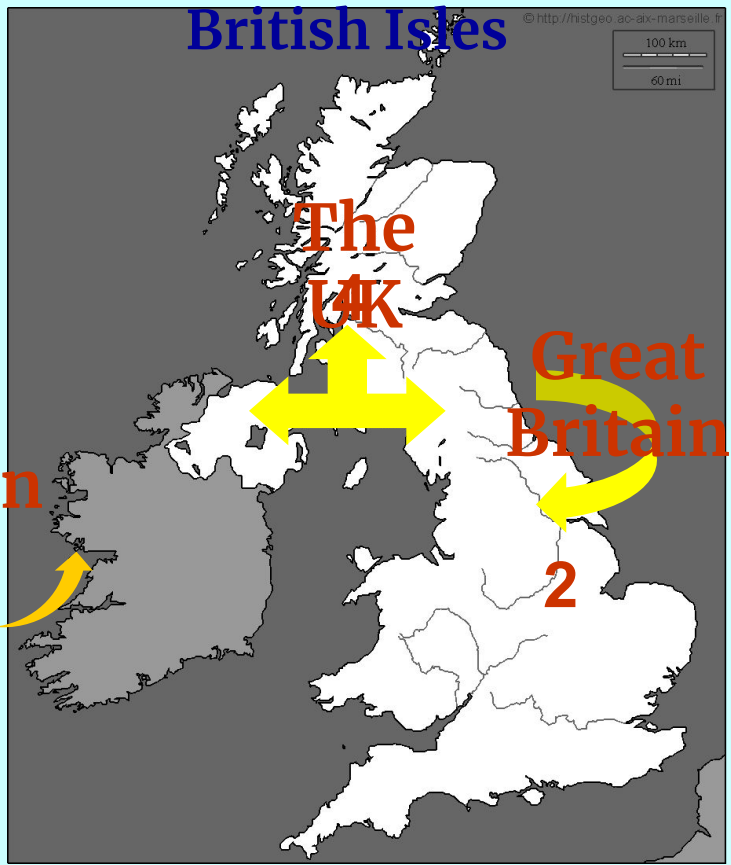 British Isles
© http://histgeo.ac-aix-marseille.fr
100 km
60 mi
The
UK
4
Great
Britain
n
2